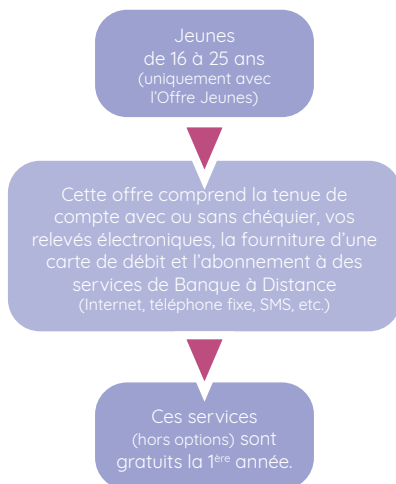 Jeunes
de 16 à 25 ans
(uniquement avec
l’Offre Jeunes)
Cette offre comprend la tenue de
compte avec ou sans chéquier, vos
relevés électroniques, la fourniture d’une
carte de débit et l’abonnement à des
services de Banque à Distance
(Internet, téléphone fixe, SMS, etc.)
Ces services
(hors options) sont
gratuits la 1ère année.